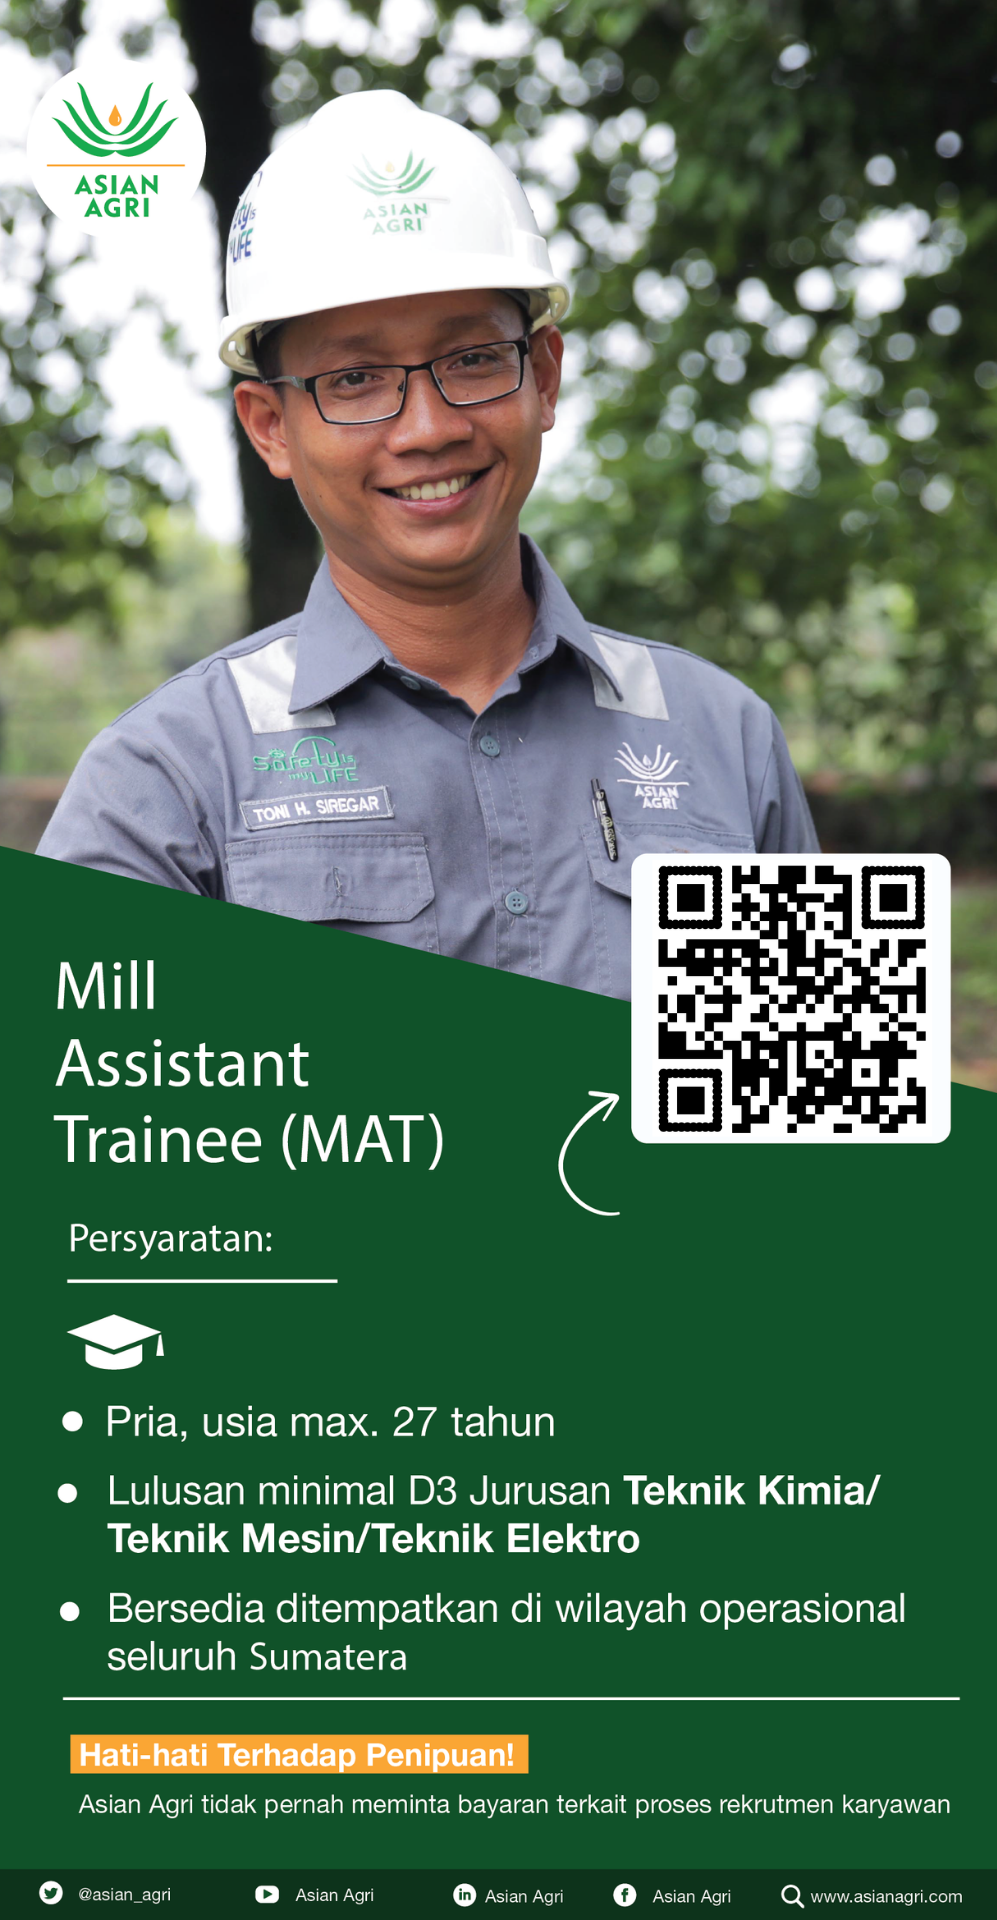 ASIAN
AGRI
ASIAN
AGRI
LIFE
Safety is
my LIFE
TONI H. SIREGAR
ASIAN
AGRI
Mill
Assistant
Trainee (MAT)
Persyaratan:
Pria, usia max. 27 tahun
Lulusan minimal D3 Jurusan Teknik Kimia/
Teknik Mesin/Teknik Elektro
Bersedia ditempatkan di wilayah operasional
seluruh Sumatera
Hati-hati Terhadap Penipuan!
Asian Agri tidak pernah meminta bayaran terkait proses rekrutmen karyawan
@asian_agri
Asian Agri
Asian Agri
Asian Agri
www.asianagri.com